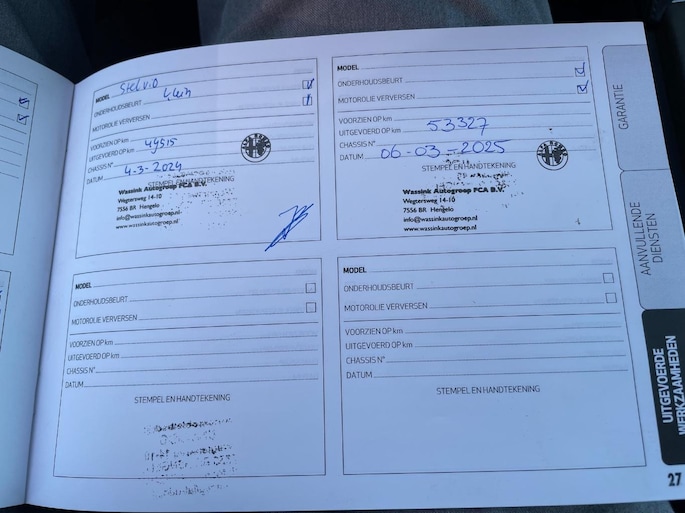 MODEL Stelvio
ONDERHOUDSBEURT klein
MOTOROLIE VERVERSEN
VOORZIEN OP km
UITGEVOERD OP km 44515
CHASSIS N°
DATUM 4-3-2024
STEMPEL EN HANDTEKENING
Wassink Autogroep FCA B.V.
Wegtersweg 14-10
7556 BR Hengelo
info@wassinkautogroep.nl
www.wassinkautogroep.nl
MODEL
ONDERHOUDSBEURT
MOTOROLIE VERVERSEN
VOORZIEN OP km
UITGEVOERD OP km 53327
CHASSIS N°
DATUM 06-03-2025
STEMPEL EN HANDTEKENING
Wassink Autogroep FCA B.V.
Wegtersweg 14-10
7556 BR Hengelo
info@wassinkautogroep.nl
www.wassinkautogroep.nl
MODEL
ONDERHOUDSBEURT
MOTOROLIE VERVERSEN
VOORZIEN OP km
UITGEVOERD OP km
CHASSIS N°
DATUM
STEMPEL EN HANDTEKENING
MODEL
ONDERHOUDSBEURT
MOTOROLIE VERVERSEN
VOORZIEN OP km
UITGEVOERD OP km
CHASSIS N°
DATUM
STEMPEL EN HANDTEKENING
GARANTIE
AANVULLENDE
DIENSTEN
UITGEVOERDE
WERKZAAMHEDEN
27